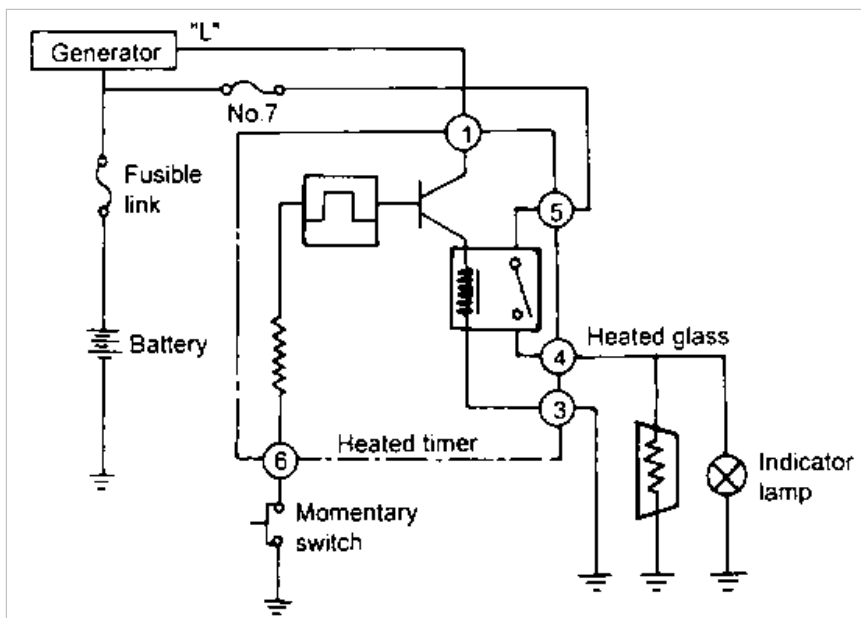 "L"
Generator
No.7
1
Fusible
link
5
Battery
Heated glass
4
3
Heated timer
6
Indicator
lamp
Momentary
switch